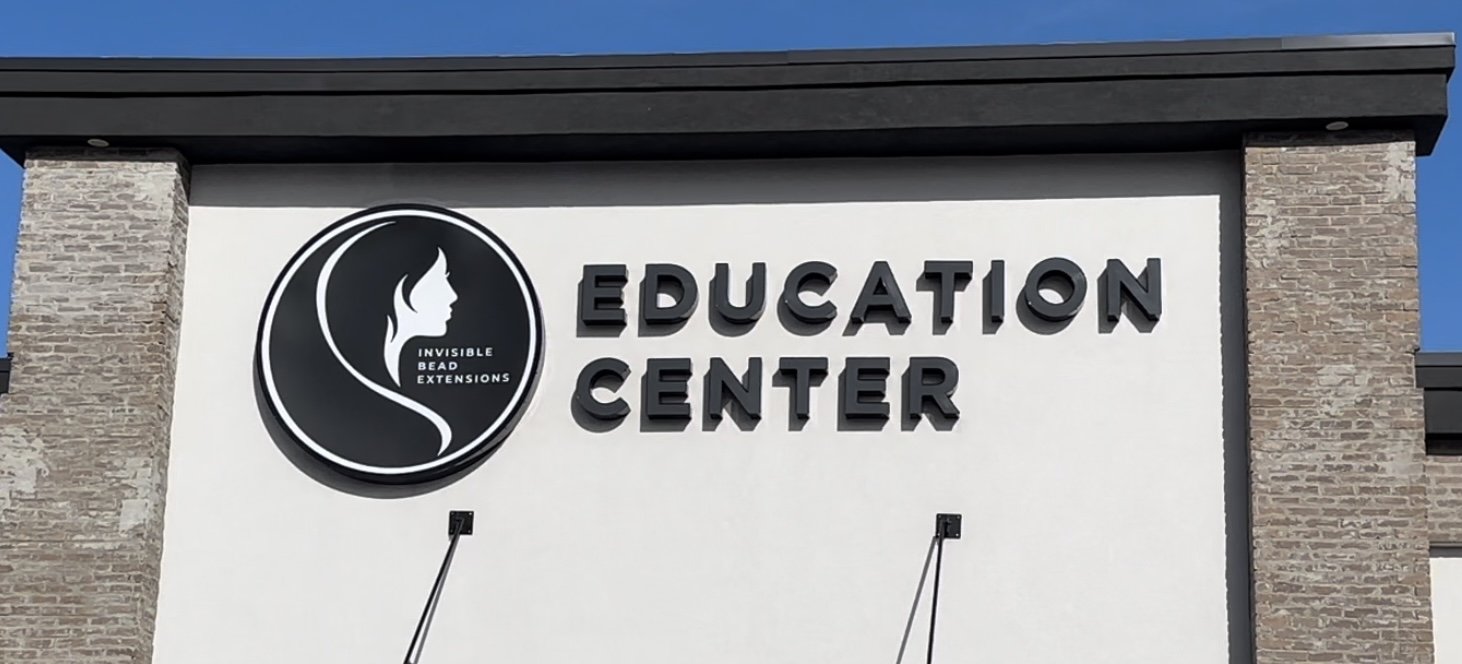 INVISIBLE
BEAD
EXTENSIONS
EDUCATION
CENTER